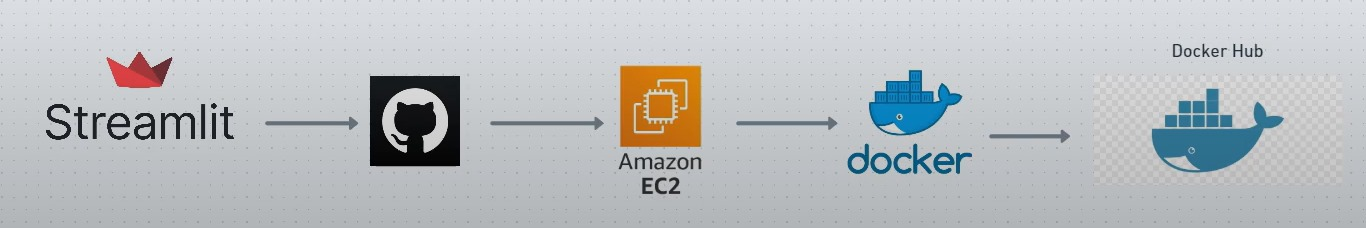 Streamlit
Amazon
EC2
docker
Docker Hub